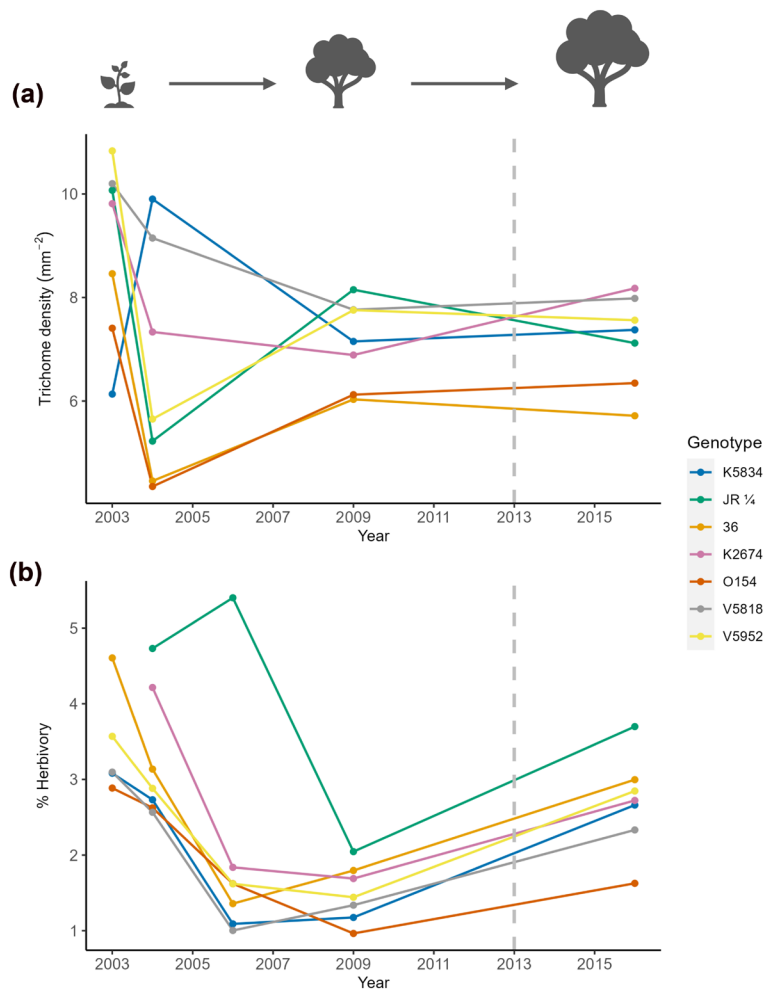 (a)
Trichome density (mm⁻²)
10
8
6
2003 2005 2007 2009 2011 2013 2015
Year
Genotype
K5834
JR ¼
36
K2674
O154
V5818
V5952
(b)
% Herbivory
5
4
3
2
1
2003 2005 2007 2009 2011 2013 2015
Year